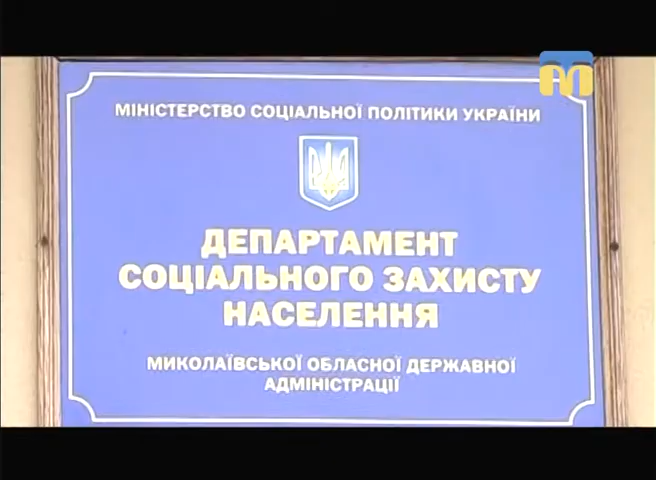 МІНІСТЕРСТВО СОЦІАЛЬНОЇ ПОЛІТИКИ УКРАЇНИ
ДЕПАРТАМЕНТ
СОЦІАЛЬНОГО ЗАХИСТУ
НАСЕЛЕННЯ
МИКОЛАЇВСЬКОЇ ОБЛАСНОЇ ДЕРЖАВНОЇ
АДМІНІСТРАЦІЇ